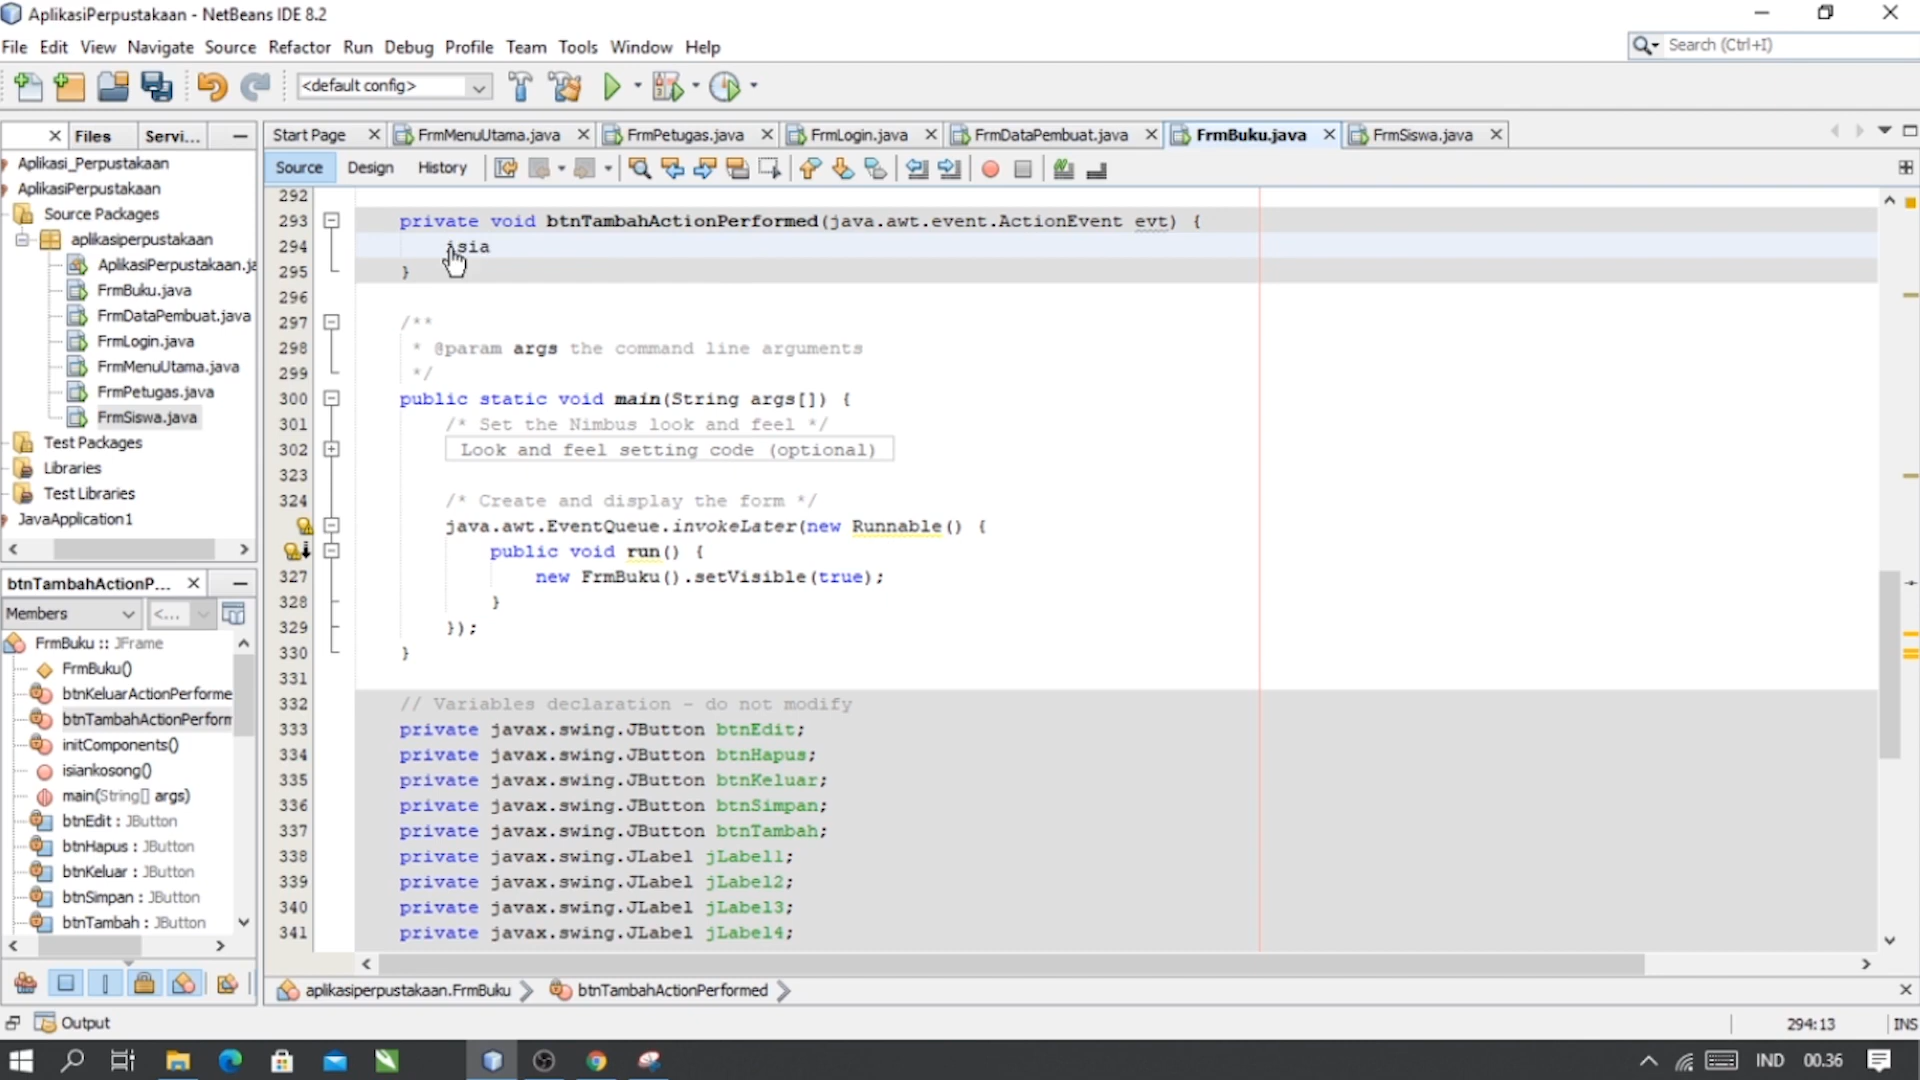 AplikasiPerpustakaan - NetBeans IDE 8.2
File Edit View Navigate Source Refactor Run Debug Profile Team Tools Window Help
Search (Ctrl+I)
<default config>
Files Servi...
Start Page FrmMenuUtama.java FrmPetugas.java FrmLogin.java FrmDataPembuat.java FrmBuku.java FrmSiswa.java
Source Design History
Aplikasi_Perpustakaan
AplikasiPerpustakaan
Source Packages
aplikasiperpustakaan
AplikasiPerpustakaan.ja
FrmBuku.java
FrmDataPembuat.java
FrmLogin.java
FrmMenuUtama.java
FrmPetugas.java
FrmSiswa.java
Test Packages
Libraries
Test Libraries
JavaApplication1
btnTambahActionP...
Members <...
FrmBuku :: JFrame
FrmBuku()
btnKeluarActionPerforme
btnTambahActionPerform
initComponents()
isiankosong()
main(String[] args)
btnEdit : JButton
btnHapus : JButton
btnKeluar : JButton
btnSimpan : JButton
btnTambah : JButton
292
293 private void btnTambahActionPerformed(java.awt.event.ActionEvent evt) {
294 isia
295 }
296
297 /**
298 * @param args the command line arguments
299 */
300 public static void main(String args[]) {
301 /* Set the Nimbus look and feel */
302 Look and feel setting code (optional)
323
324 /* Create and display the form */
java.awt.EventQueue.invokeLater(new Runnable() {
public void run() {
327 new FrmBuku().setVisible(true);
328 }
329 });
330 }
331
332 // Variables declaration - do not modify
333 private javax.swing.JButton btnEdit;
334 private javax.swing.JButton btnHapus;
335 private javax.swing.JButton btnKeluar;
336 private javax.swing.JButton btnSimpan;
337 private javax.swing.JButton btnTambah;
338 private javax.swing.JLabel jLabel1;
339 private javax.swing.JLabel jLabel2;
340 private javax.swing.JLabel jLabel3;
341 private javax.swing.JLabel jLabel4;
aplikasiperpustakaan.FrmBuku btnTambahActionPerformed
Output
294:13 INS
IND 00.36